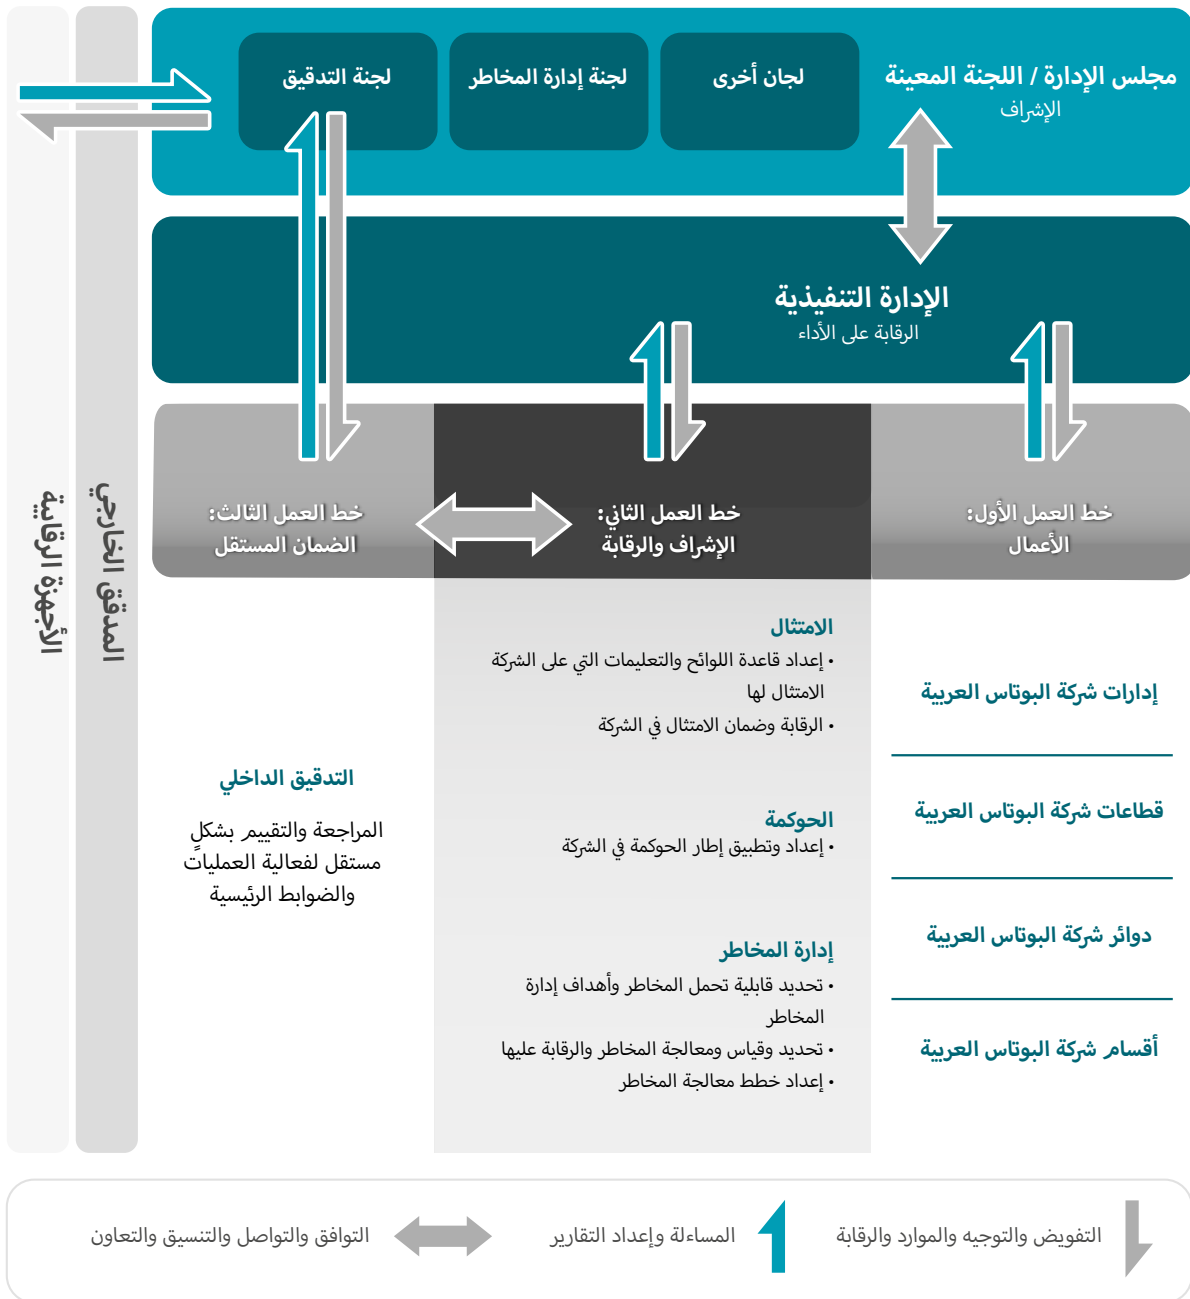 مجلس الإدارة / اللجنة المعينة
الإشراف
لجان أخرى
لجنة إدارة المخاطر
لجنة التدقيق
الإدارة التنفيذية
الرقابة على الأداء
خط العمل الأول:
الأعمال
خط العمل الثاني:
الإشراف والرقابة
خط العمل الثالث:
الضمان المستقل
إدارات شركة البوتاس العربية
قطاعات شركة البوتاس العربية
دوائر شركة البوتاس العربية
أقسام شركة البوتاس العربية
الامتثال
• إعداد قاعدة اللوائح والتعليمات التي على الشركة
الامتثال لها
• الرقابة وضمان الامتثال في الشركة
الحوكمة
• إعداد وتطبيق إطار الحوكمة في الشركة
إدارة المخاطر
• تحديد قابلية تحمل المخاطر وأهداف إدارة
المخاطر
• تحديد وقياس ومعالجة المخاطر والرقابة عليها
• إعداد خطط معالجة المخاطر
التدقيق الداخلي
المراجعة والتقييم بشكلٍ
مستقل لفعالية العمليات
والضوابط الرئيسية
المدقق الخارجي
الأجهزة الرقابية
التفويض والتوجيه والموارد والرقابة
المساءلة وإعداد التقارير
التوافق والتواصل والتنسيق والتعاون